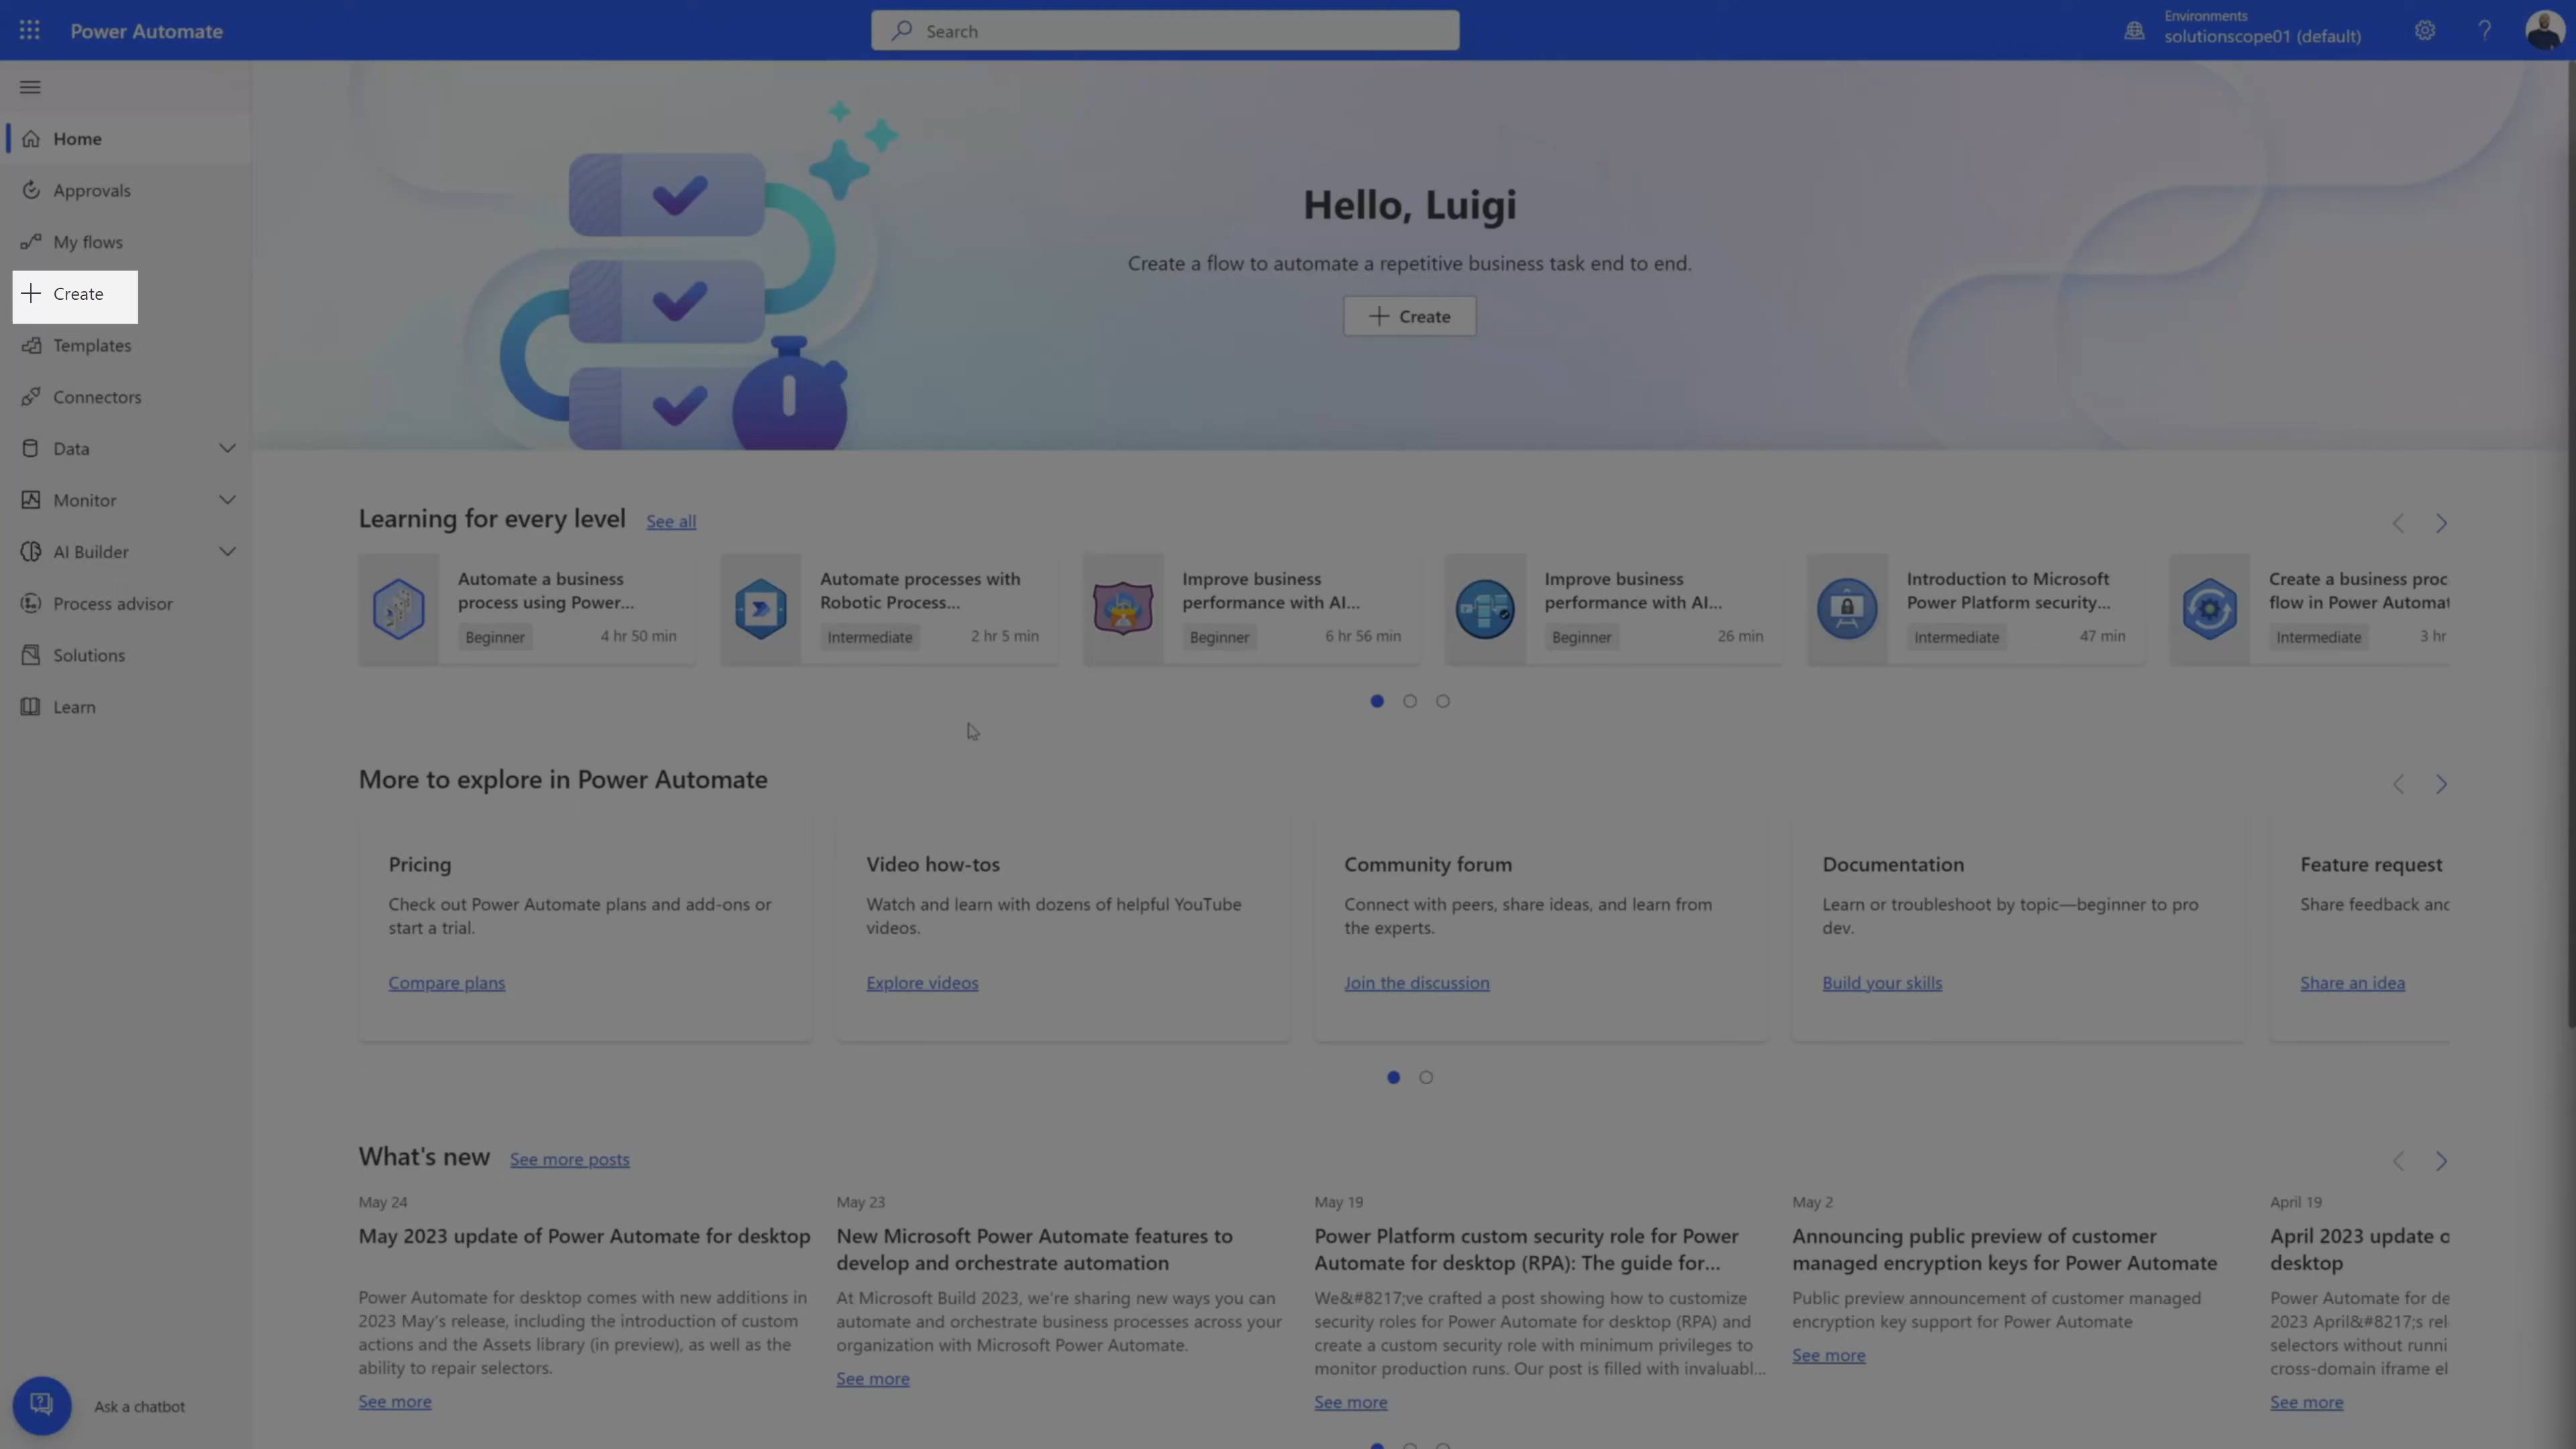 Power Automate
Search
Environments
solutionscope01 (default)
Home
Approvals
My flows
Create
Templates
Connectors
Data
Monitor
AI Builder
Process advisor
Solutions
Learn
Ask a chatbot
Hello, Luigi
Create a flow to automate a repetitive business task end to end.
Create
Learning for every level See all
Automate a business
process using Power...
Beginner 4 hr 50 min
Automate processes with
Robotic Process...
Intermediate 2 hr 5 min
Improve business
performance with AI...
Beginner 6 hr 56 min
Improve business
performance with AI...
Beginner 26 min
Introduction to Microsoft
Power Platform security...
Intermediate 47 min
Create a business proc
flow in Power Automat
Intermediate 3 hr
More to explore in Power Automate
Pricing
Check out Power Automate plans and add-ons or
start a trial.
Compare plans
Video how-tos
Watch and learn with dozens of helpful YouTube
videos.
Explore videos
Community forum
Connect with peers, share ideas, and learn from
the experts.
Join the discussion
Documentation
Learn or troubleshoot by topic—beginner to pro
dev.
Build your skills
Feature request
Share feedback and
Share an idea
What's new See more posts
May 24
May 2023 update of Power Automate for desktop
Power Automate for desktop comes with new additions in
2023 May's release, including the introduction of custom
actions and the Assets library (in preview), as well as the
ability to repair selectors.
See more
May 23
New Microsoft Power Automate features to
develop and orchestrate automation
At Microsoft Build 2023, we're sharing new ways you can
automate and orchestrate business processes across your
organization with Microsoft Power Automate.
See more
May 19
Power Platform custom security role for Power
Automate for desktop (RPA): The guide for...
We&#8217;ve crafted a post showing how to customize
security roles for Power Automate for desktop (RPA) and
create a custom security role with minimum privileges to
monitor production runs. Our post is filled with invaluabl...
See more
May 2
Announcing public preview of customer
managed encryption keys for Power Automate
Public preview announcement of customer managed
encryption key support for Power Automate
See more
April 19
April 2023 update o
desktop
Power Automate for de
2023 April&#8217;s rel
selectors without runni
cross-domain iframe el
See more